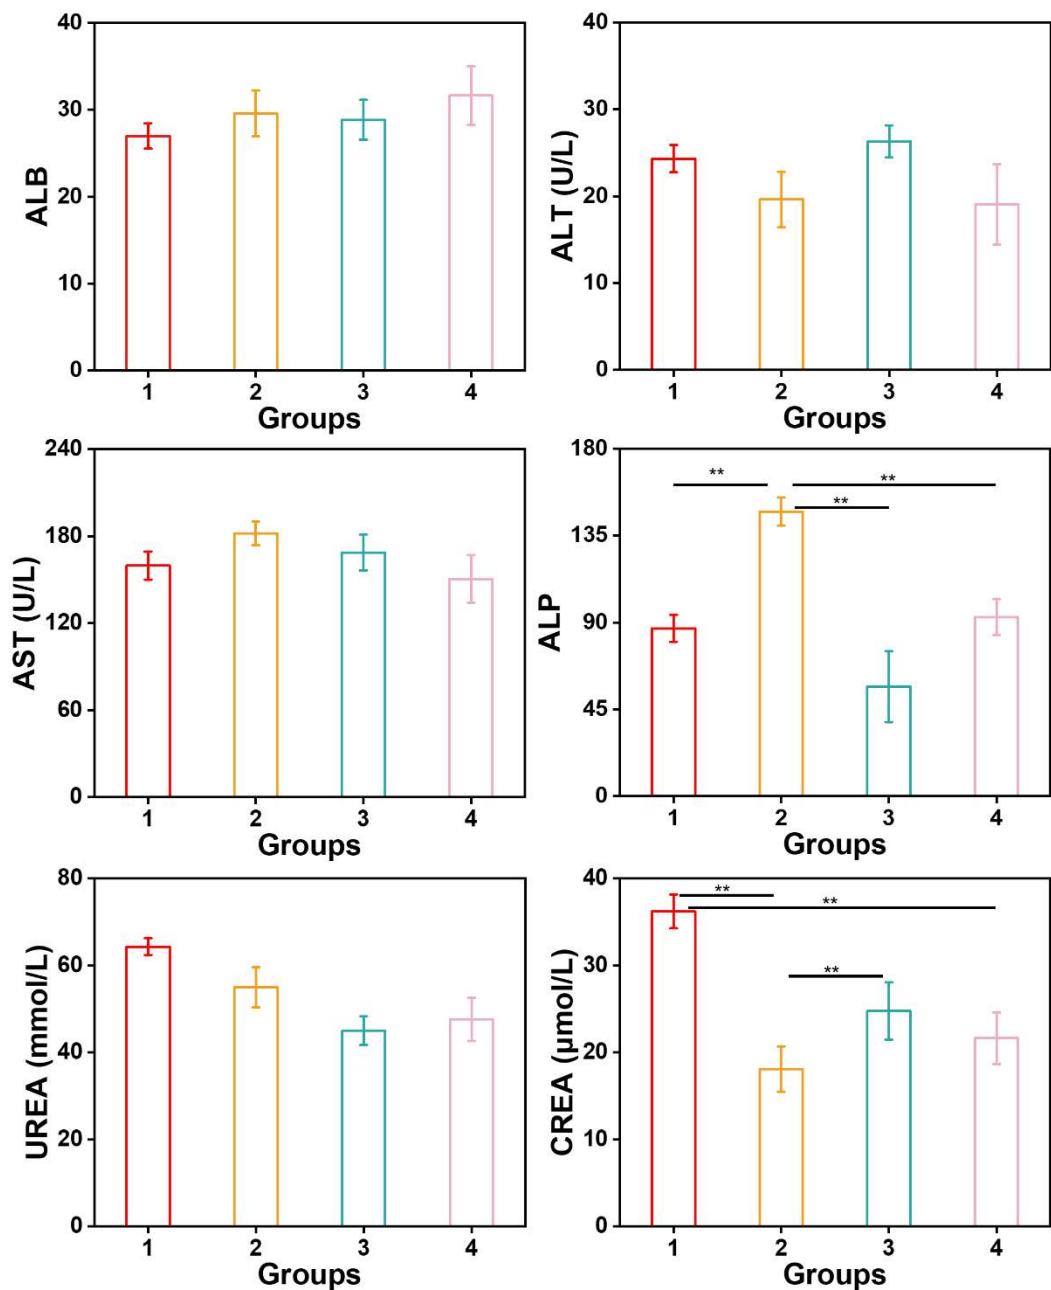 40
30
20
10
0
ALB
1 2 3 4
Groups
40
30
20
10
0
ALT (U/L)
1 2 3 4
Groups
240
180
120
60
0
AST (U/L)
1 2 3 4
Groups
180
135
90
45
0
ALP
**
**
**
1 2 3 4
Groups
80
60
40
20
0
UREA (mmol/L)
1 2 3 4
Groups
40
30
20
10
0
CREA (μmol/L)
**
**
**
1 2 3 4
Groups